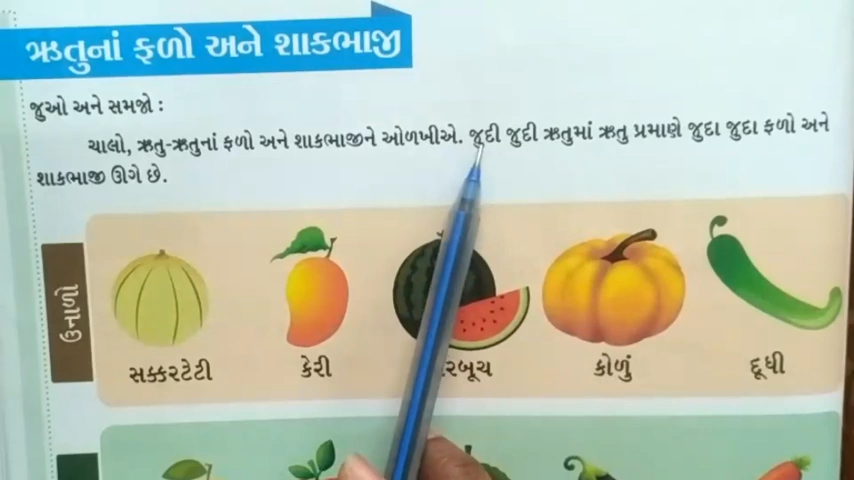 ઋતુનાં ફળો અને શાકભાજી
જુઓ અને સમજો :
ચાલો, ઋતુ-ઋતુનાં ફળો અને શાકભાજીને ઓળખીએ. જુદી જુદી ઋતુમાં ઋતુ પ્રમાણે જુદા જુદા ફળો અને
શાકભાજી ઊગે છે.
ઉનાળો
સક્કરટેટી કેરી કોળું દૂધી